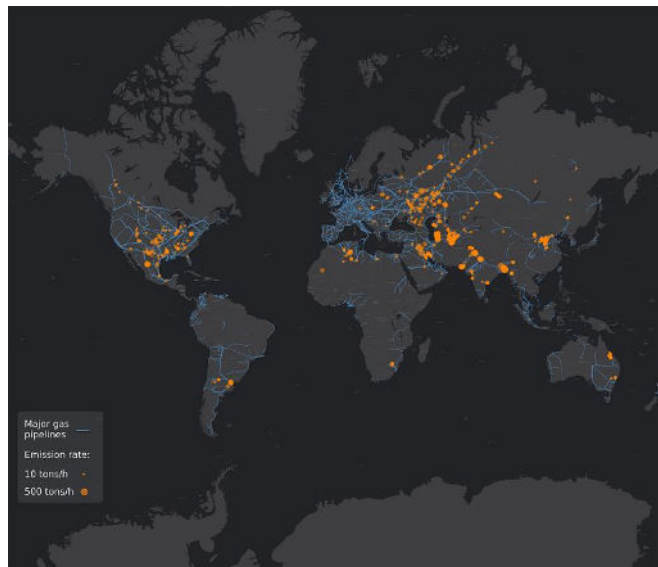 Major gas
pipelines
Emission rate:
10 tons/h
500 tons/h